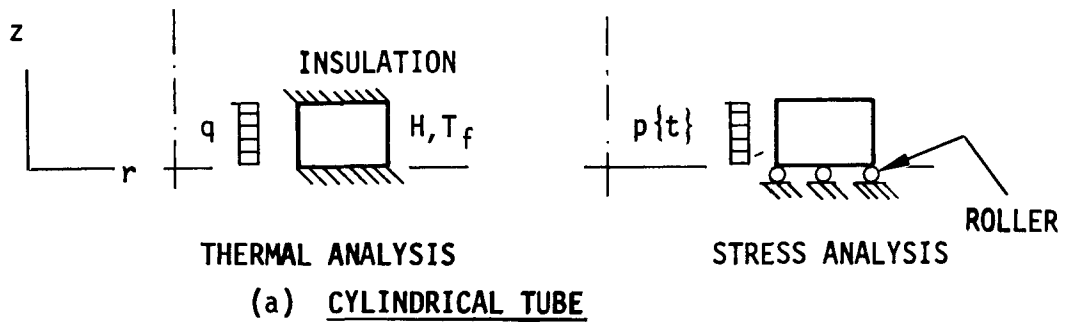 z
INSULATION
q
H,T_f
r
p{t}
ROLLER
THERMAL ANALYSIS
STRESS ANALYSIS
(a) CYLINDRICAL TUBE